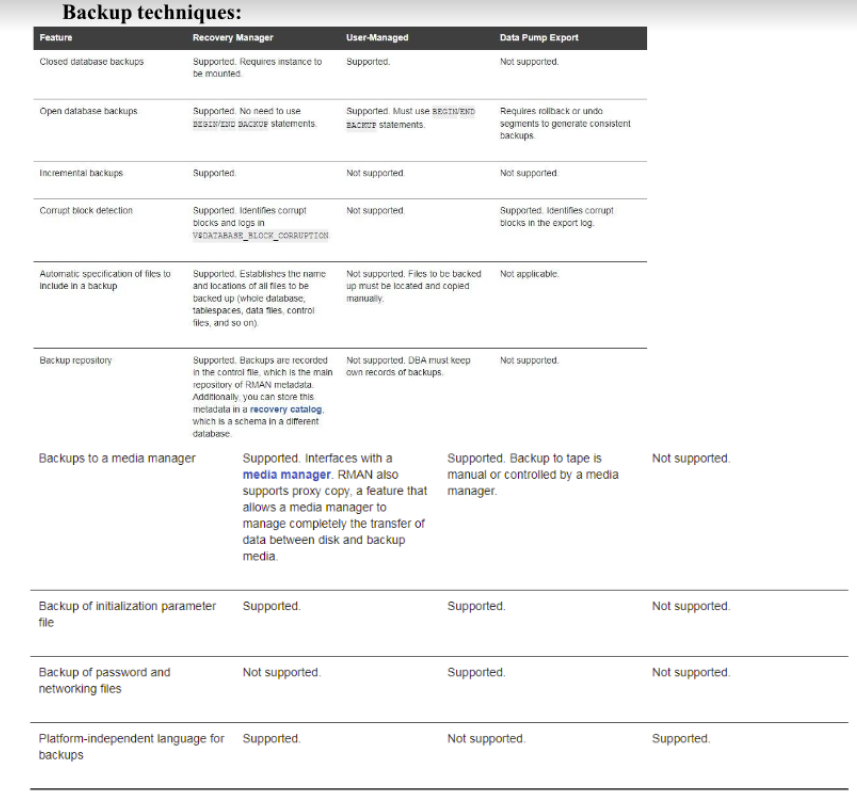 Backup techniques:
Feature Recovery Manager User-Managed Data Pump Export
Closed database backups Supported. Requires instance to Supported. Not supported.
be mounted.
Open database backups Supported. No need to use Supported. Must use BEGIN/END Requires rollback or undo
BEGIN/END BACKUP statements. BACKUP statements. segments to generate consistent
backups.
Incremental backups Supported. Not supported. Not supported.
Corrupt block detection Supported. Identifies corrupt Not supported. Supported. Identifies corrupt
blocks and logs in blocks in the export log.
V$DATABASE_BLOCK_CORRUPTION.
Automatic specification of files to Supported. Establishes the name Not supported. Files to be backed Not applicable.
include in a backup and locations of all files to be up must be located and copied
backed up (whole database, manually.
tablespaces, data files, control
files, and so on).
Backup repository Supported. Backups are recorded Not supported. DBA must keep Not supported.
in the control file, which is the main own records of backups.
repository of RMAN metadata.
Additionally, you can store this
metadata in a recovery catalog,
which is a schema in a different
database.
Backups to a media manager Supported. Interfaces with a Supported. Backup to tape is Not supported.
media manager. RMAN also manual or controlled by a media
supports proxy copy, a feature that manager.
allows a media manager to
manage completely the transfer of
data between disk and backup
media.
Backup of initialization parameter Supported. Supported. Not supported.
file
Backup of password and Not supported. Supported. Not supported.
networking files
Platform-independent language for Supported. Not supported. Supported.
backups